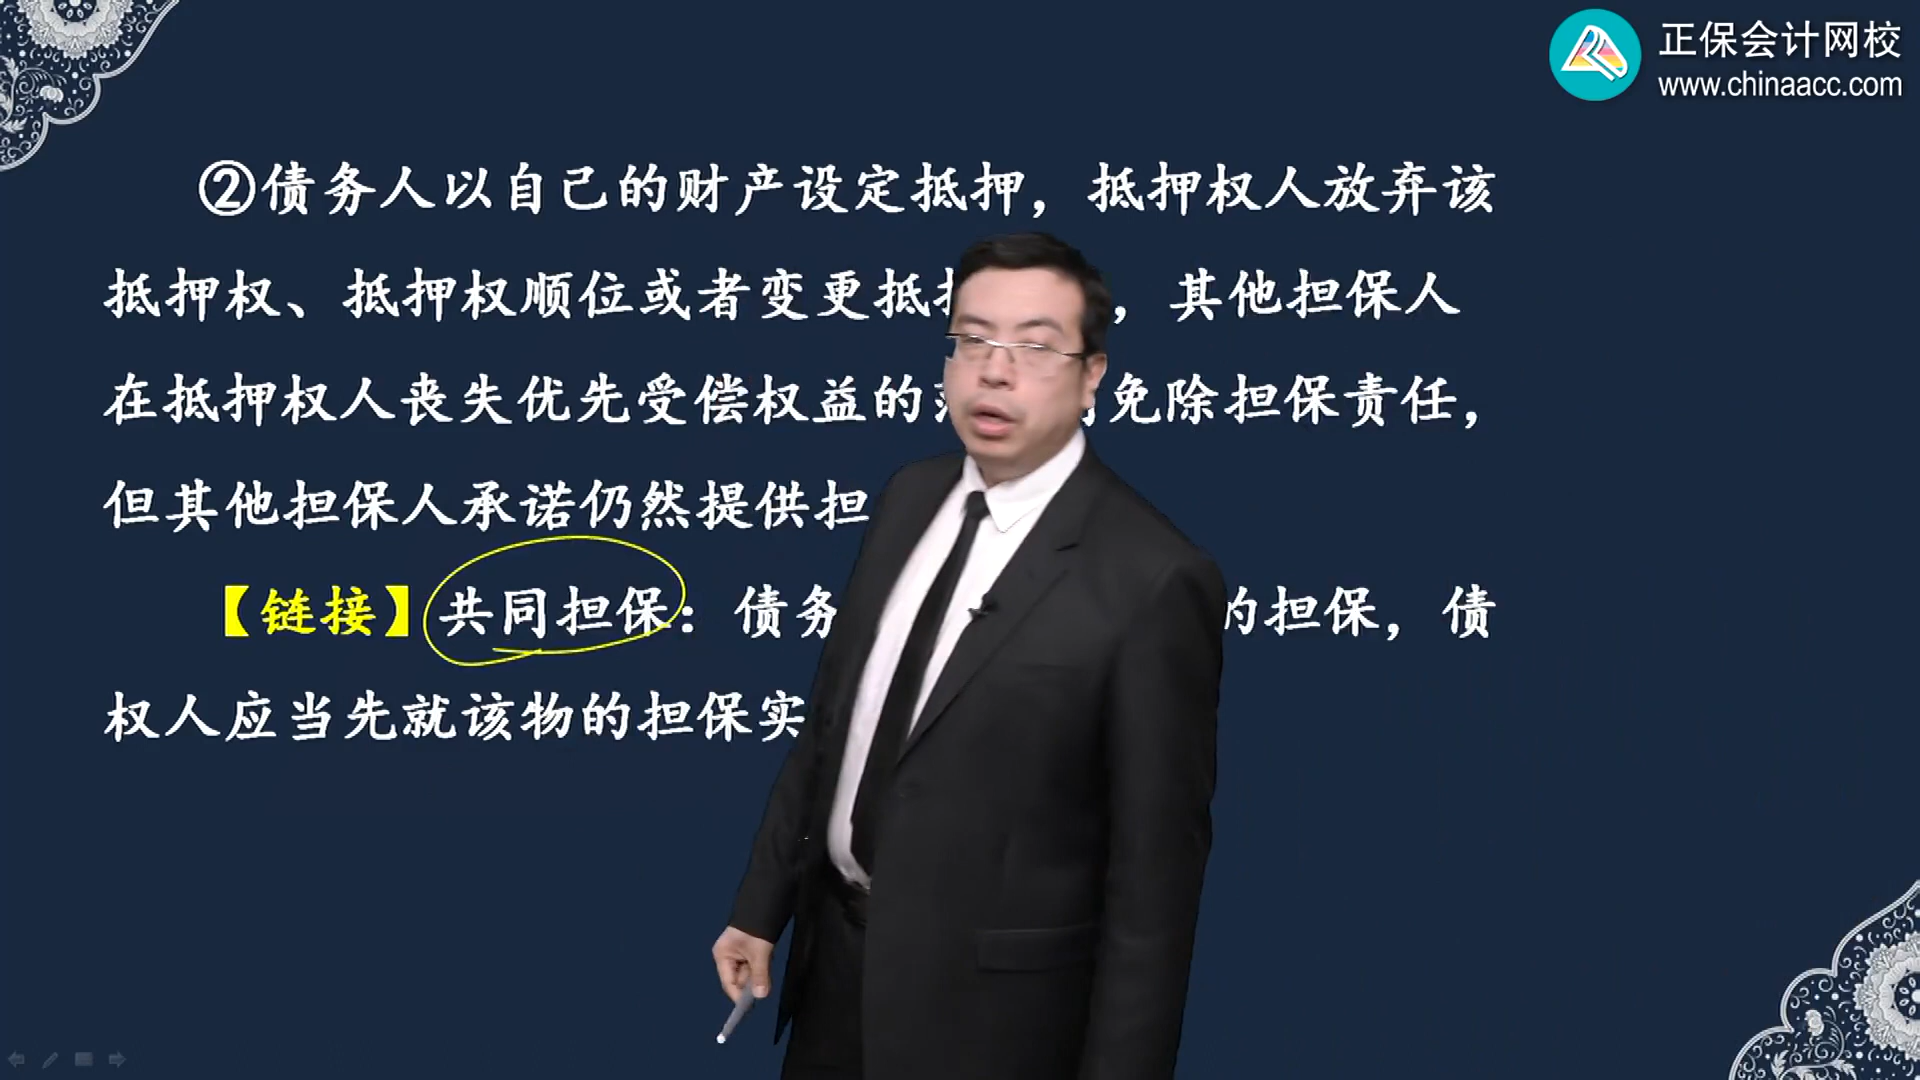 正保会计网校
www.chinaacc.com
②债务人以自己的财产设定抵押，抵押权人放弃该
抵押权、抵押权顺位或者变更抵 ，其他担保人
在抵押权人丧失优先受偿权益的 免除担保责任，
但其他担保人承诺仍然提供担
【链接】共同担保：债务 的担保，债
权人应当先就该物的担保实